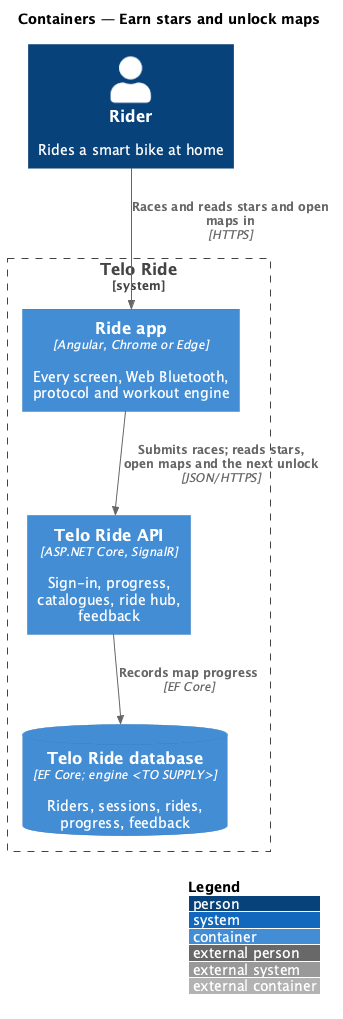 Containers — Earn stars and unlock maps
Rider
Rides a smart bike at home
Races and reads stars and open
maps in
[HTTPS]
Telo Ride
[system]
Ride app
[Angular, Chrome or Edge]
Every screen, Web Bluetooth,
protocol and workout engine
Submits races; reads stars,
open maps and the next unlock
[JSON/HTTPS]
Telo Ride API
[ASP.NET Core, SignalR]
Sign-in, progress,
catalogues, ride hub,
feedback
Records map progress
[EF Core]
Telo Ride database
[EF Core; engine <TO SUPPLY>]
Riders, sessions, rides,
progress, feedback
Legend
person
system
container
external person
external system
external container